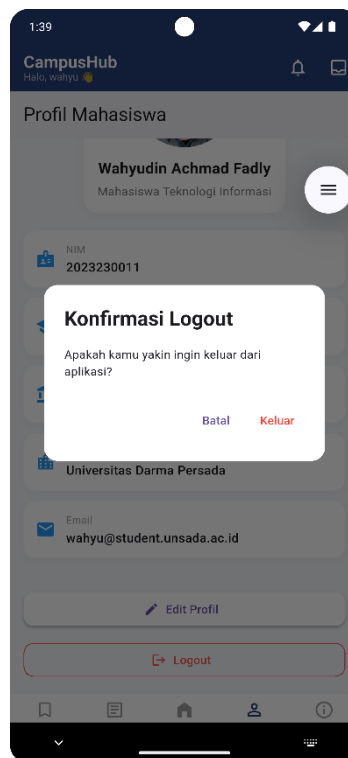 1:39
CampusHub
Halo, wahyu 👋
Profil Mahasiswa
Wahyudin Achmad Fadly
Mahasiswa Teknologi Informasi
NIM
2023230011
Konfirmasi Logout
Apakah kamu yakin ingin keluar dari
aplikasi?
Batal
Keluar
Universitas Darma Persada
Email
wahyu@student.unsada.ac.id
Edit Profil
Logout